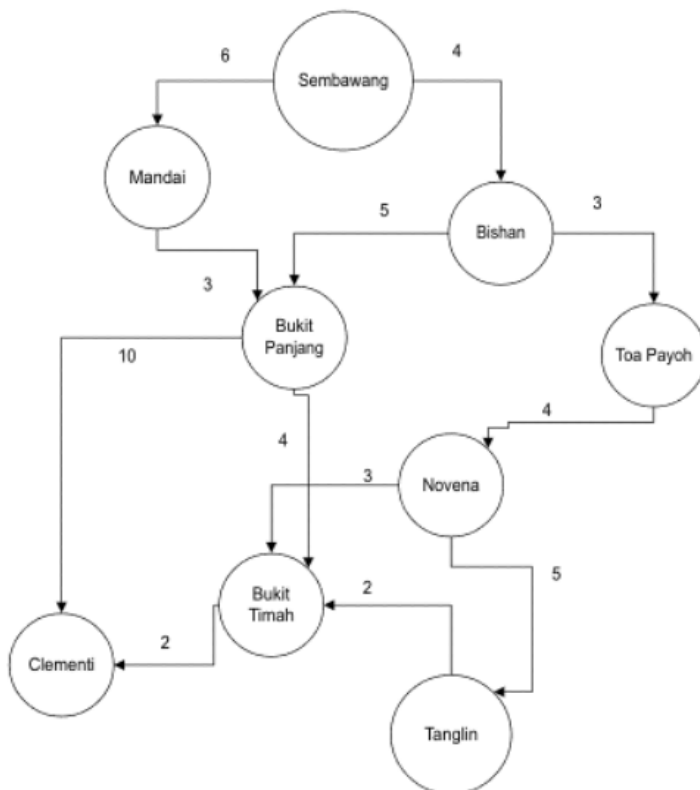 6
4
Sembawang
Mandai
5
3
Bishan
3
Bukit
Panjang
10
Toa Payoh
4
4
3
Novena
5
Bukit
Timah
2
2
Clementi
Tanglin